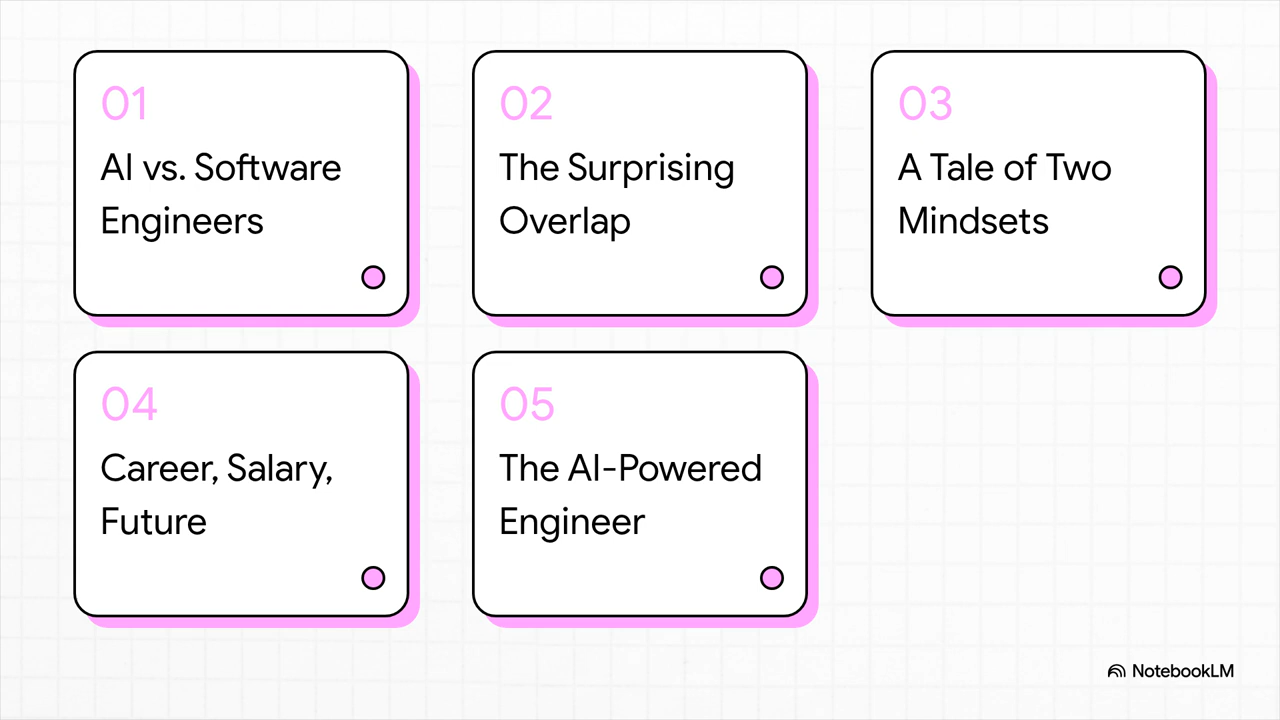 01
AI vs. Software
Engineers
02
The Surprising
Overlap
03
A Tale of Two
Mindsets
04
Career, Salary,
Future
05
The AI-Powered
Engineer
NotebookLM